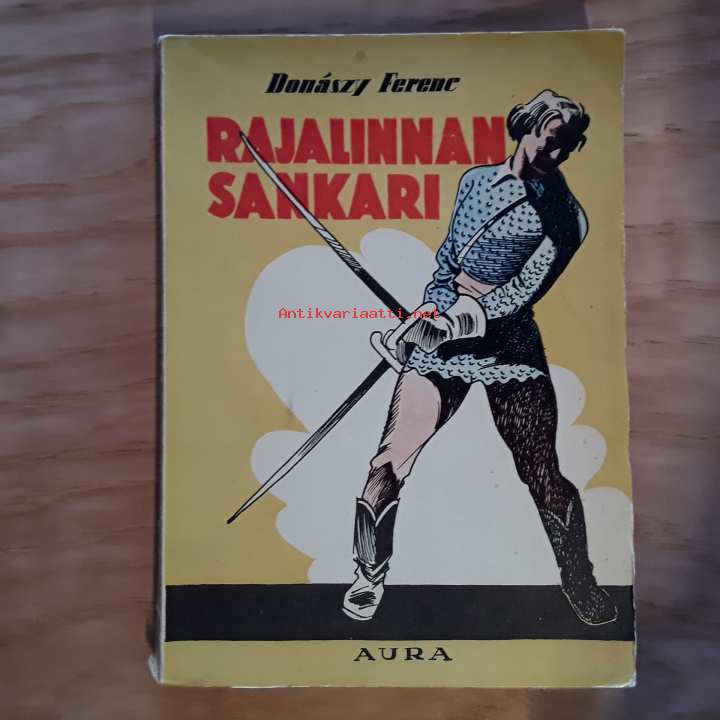 Donászy Ferenc
RAJALINNAN
SANKARI
Antikvariaatti.net
AURA